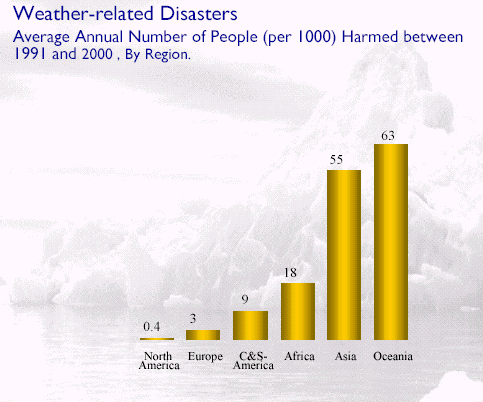 Weather-related Disasters
Average Annual Number of People (per 1000) Harmed between
1991 and 2000 , By Region.
63
55
18
9
3
0.4
North
America
Europe
C&S-
America
Africa
Asia
Oceania